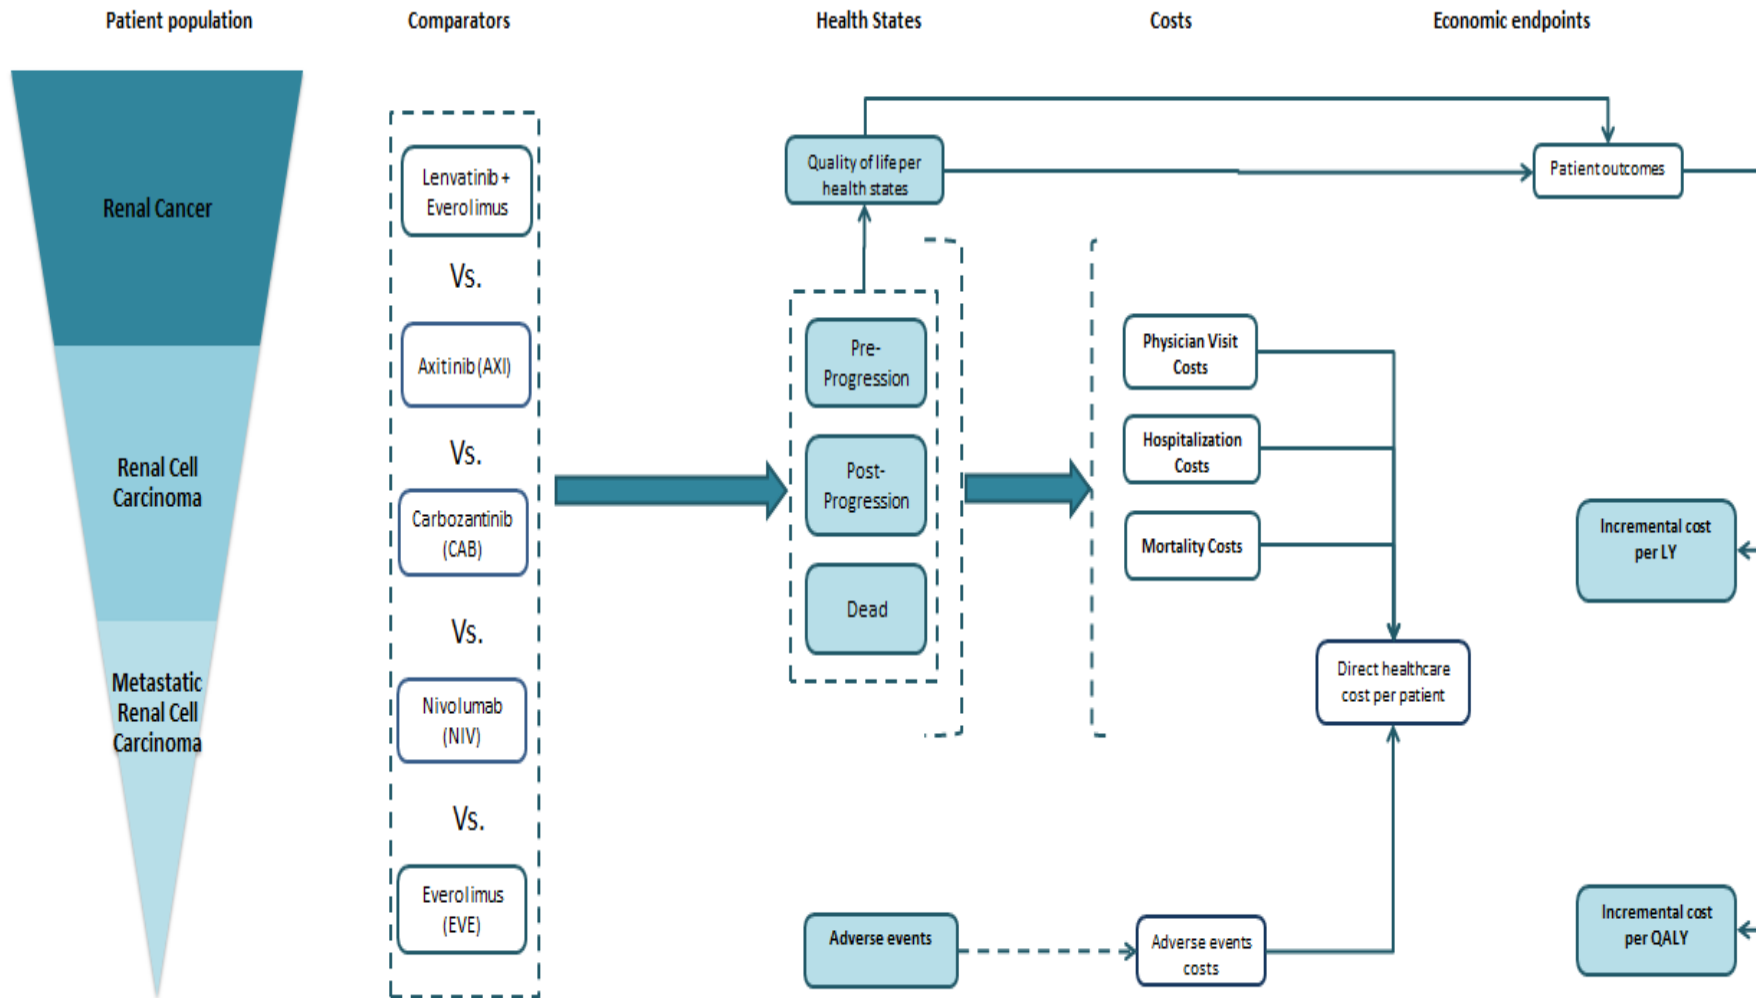 Patient population
Comparators
Health States
Costs
Economic endpoints
Renal Cancer
Renal Cell
Carcinoma
Metastatic
Renal Cell
Carcinoma
Lenvatinib +
Everolimus
Vs.
Axitinib (AXI)
Vs.
Carbozantinib
(CAB)
Vs.
Nivolumab
(NIV)
Vs.
Everolimus
(EVE)
Quality of life per
health states
Pre-
Progression
Post-
Progression
Dead
Adverse events
Physician Visit
Costs
Hospitalization
Costs
Mortality Costs
Direct healthcare
cost per patient
Adverse events
costs
Patient outcomes
Incremental cost
per LY
Incremental cost
per QALY